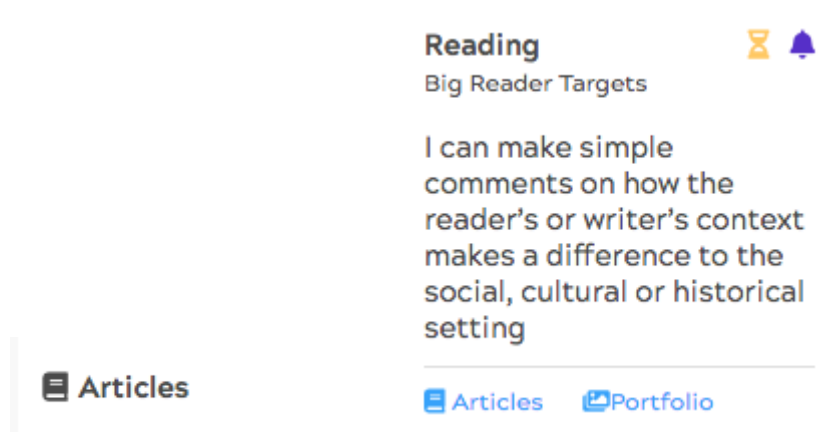 Reading
Big Reader Targets
I can make simple
comments on how the
reader’s or writer’s context
makes a difference to the
social, cultural or historical
setting
Articles
Articles Portfolio